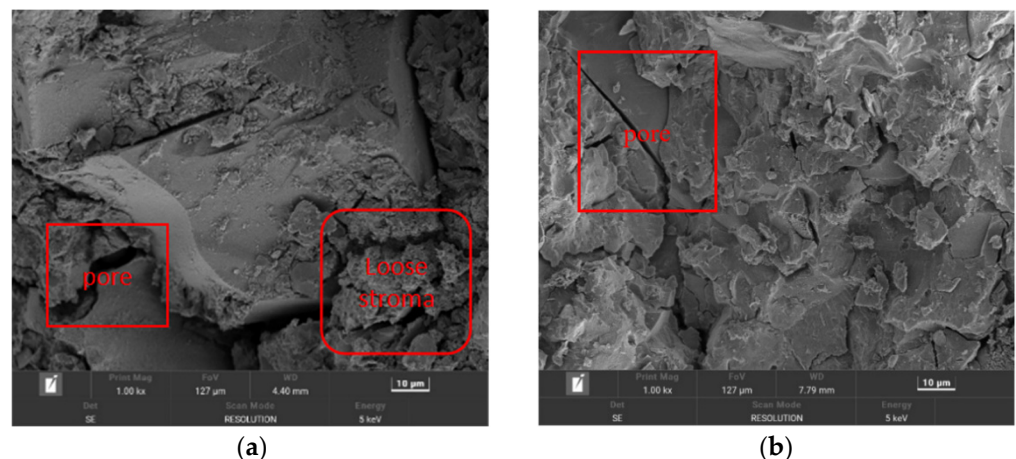 pore
Loose
stroma
Print Mag
1.00 kx
FoV
127 µm
WD
4.40 mm
10 µm
Det
SE
Scan Mode
RESOLUTION
Energy
5 keV
(a)
pore
Print Mag
1.00 kx
FoV
127 µm
WD
7.79 mm
10 µm
Det
SE
Scan Mode
RESOLUTION
Energy
5 keV
(b)